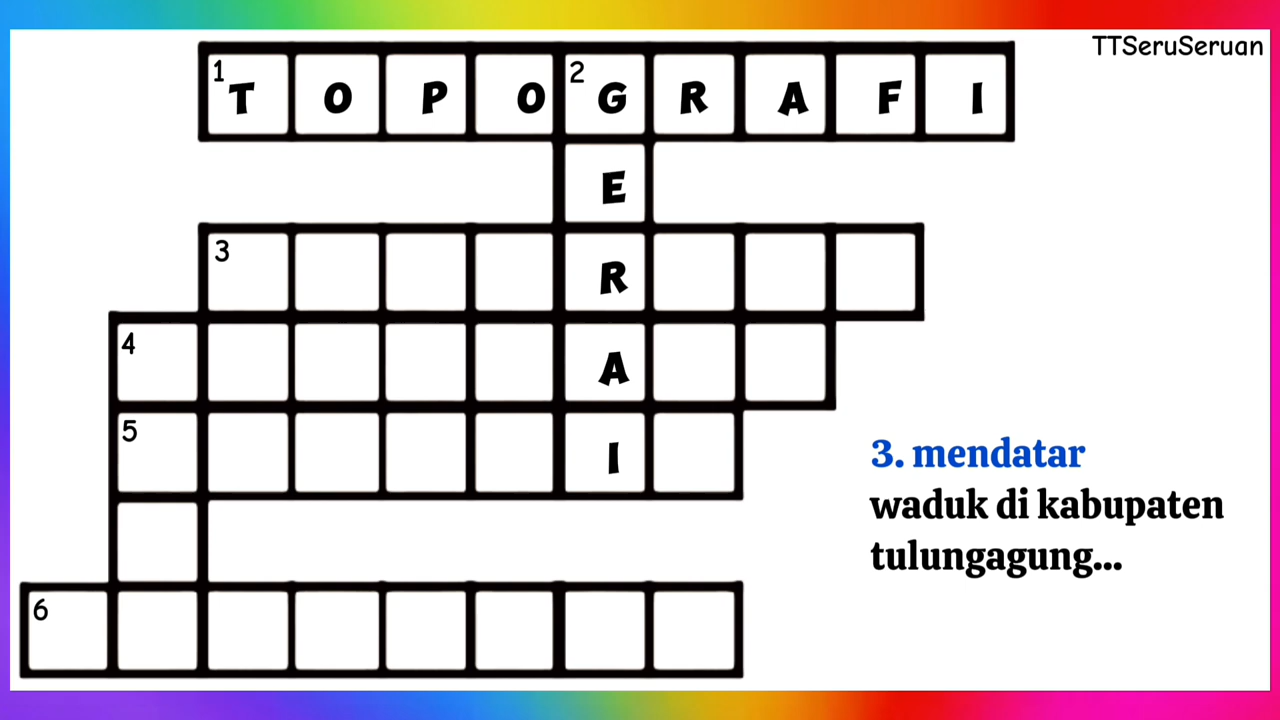 TTSeruSeruan
1 T O P O 2 G R A F I
E
3 R
4 A
5 I
6
3. mendatar
waduk di kabupaten
tulungagung...